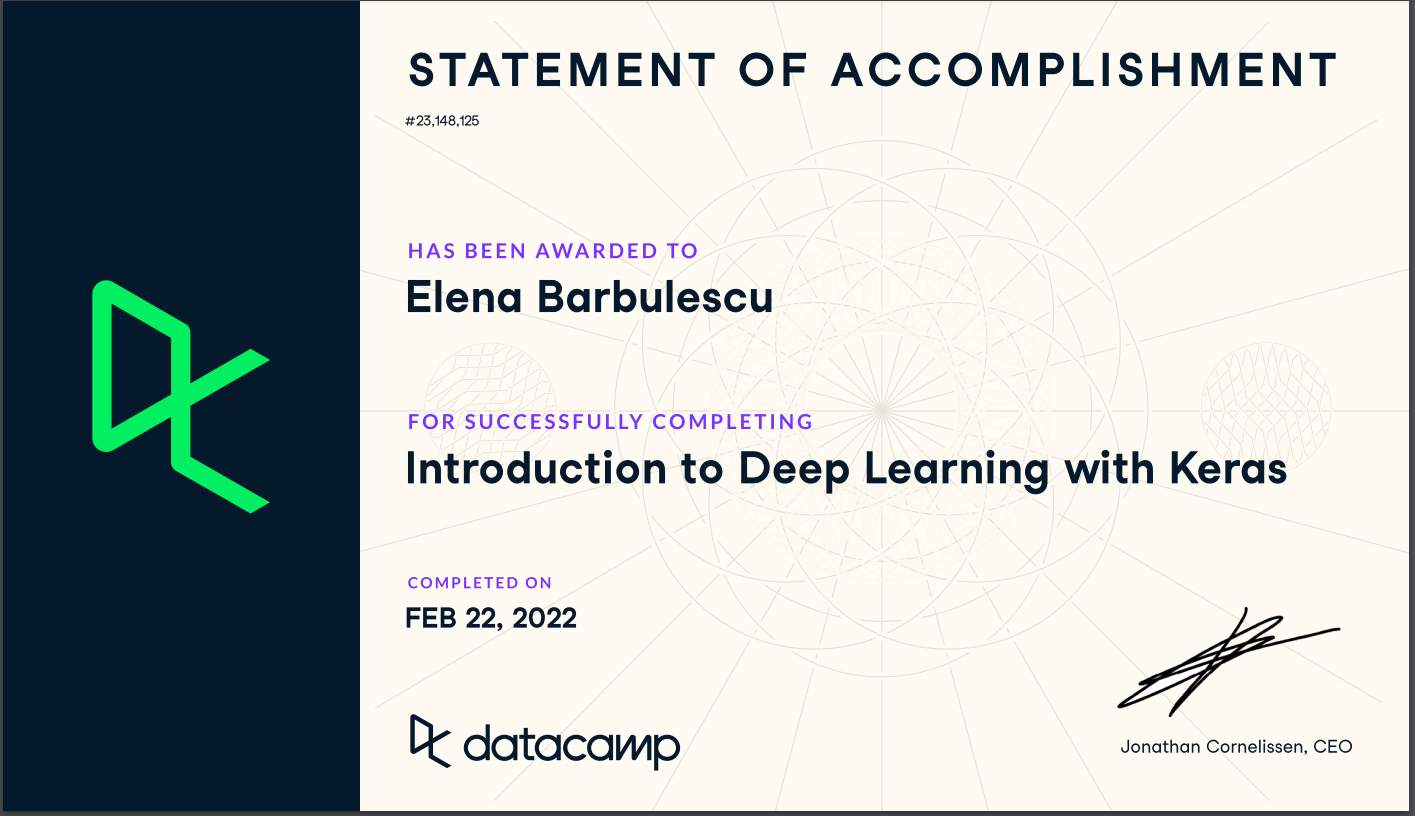 STATEMENT OF ACCOMPLISHMENT
#23,148,125
HAS BEEN AWARDED TO
Elena Barbulescu
FOR SUCCESSFULLY COMPLETING
Introduction to Deep Learning with Keras
COMPLETED ON
FEB 22, 2022
datacamp
Jonathan Cornelissen, CEO